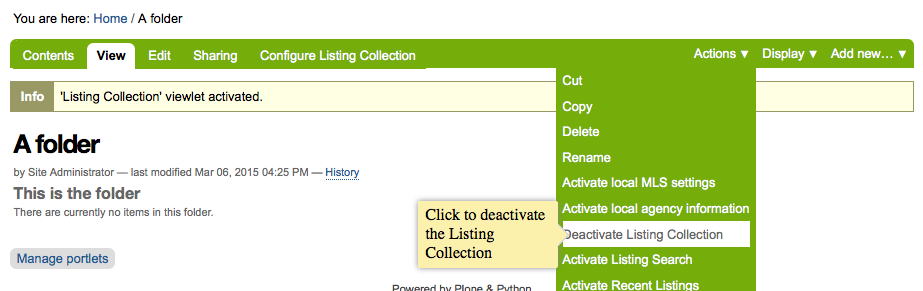 You are here: Home / A folder
Contents View Edit Sharing Configure Listing Collection Actions ▼ Display ▼ Add new… ▼
Info 'Listing Collection' viewlet activated.
Cut
Copy
Delete
Rename
Activate local MLS settings
Activate local agency information
Deactivate Listing Collection
Activate Listing Search
Activate Recent Listings
A folder
by Site Administrator — last modified Mar 06, 2015 04:25 PM — History
This is the folder
There are currently no items in this folder.
Click to deactivate
the Listing
Collection
Manage portlets
Powered by Plone & Python